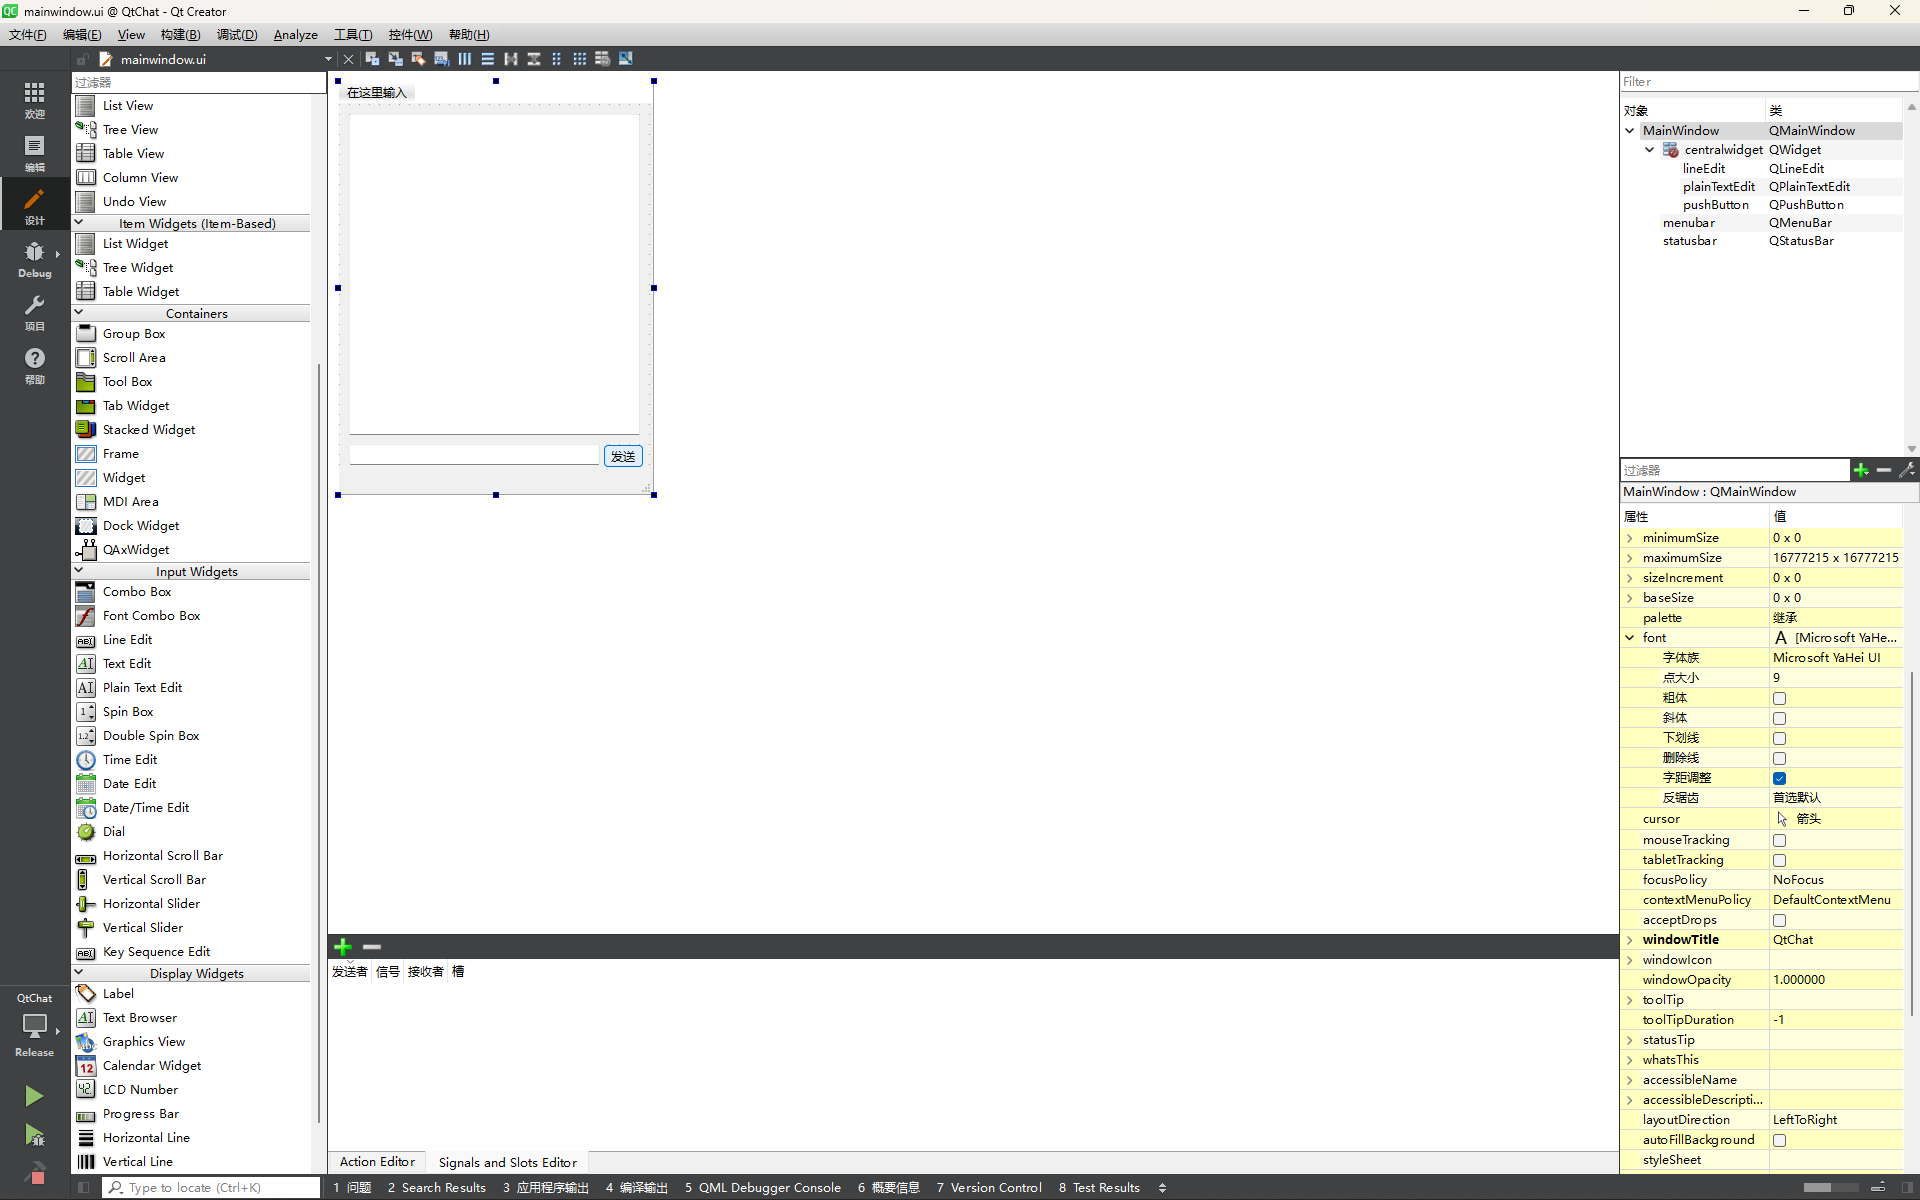 mainwindow.ui @ QtChat - Qt Creator
文件(F) 编辑(E) View 构建(B) 调试(D) Analyze 工具(T) 控件(W) 帮助(H)
mainwindow.ui
欢迎
编辑
设计
Debug
项目
帮助
QtChat
Release
过滤器
List View
Tree View
Table View
Column View
Undo View
Item Widgets (Item-Based)
List Widget
Tree Widget
Table Widget
Containers
Group Box
Scroll Area
Tool Box
Tab Widget
Stacked Widget
Frame
Widget
MDI Area
Dock Widget
QAxWidget
Input Widgets
Combo Box
Font Combo Box
Line Edit
Text Edit
Plain Text Edit
Spin Box
Double Spin Box
Time Edit
Date Edit
Date/Time Edit
Dial
Horizontal Scroll Bar
Vertical Scroll Bar
Horizontal Slider
Vertical Slider
Key Sequence Edit
Display Widgets
Label
Text Browser
Graphics View
Calendar Widget
LCD Number
Progress Bar
Horizontal Line
Vertical Line
在这里输入
发送
发送者 信号 接收者 槽
Action Editor Signals and Slots Editor
Filter
对象 类
MainWindow QMainWindow
centralwidget QWidget
lineEdit QLineEdit
plainTextEdit QPlainTextEdit
pushButton QPushButton
menubar QMenuBar
statusbar QStatusBar
过滤器
MainWindow : QMainWindow
属性 值
minimumSize 0 x 0
maximumSize 16777215 x 16777215
sizeIncrement 0 x 0
baseSize 0 x 0
palette 继承
font A [Microsoft YaHe...
字体族 Microsoft YaHei UI
点大小 9
粗体
斜体
下划线
删除线
字距调整
反锯齿 首选默认
cursor 箭头
mouseTracking
tabletTracking
focusPolicy NoFocus
contextMenuPolicy DefaultContextMenu
acceptDrops
windowTitle QtChat
windowIcon
windowOpacity 1.000000
toolTip
toolTipDuration -1
statusTip
whatsThis
accessibleName
accessibleDescripti...
layoutDirection LeftToRight
autoFillBackground
styleSheet
Type to locate (Ctrl+K) 1 问题 2 Search Results 3 应用程序输出 4 编译输出 5 QML Debugger Console 6 概要信息 7 Version Control 8 Test Results